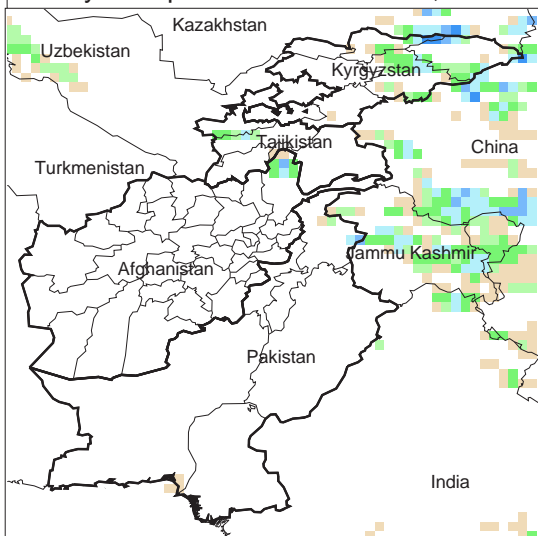 Kazakhstan
Uzbekistan
Kyrgyzstan
Tajikistan
China
Turkmenistan
Jammu Kashmir
Afghanistan
Pakistan
India